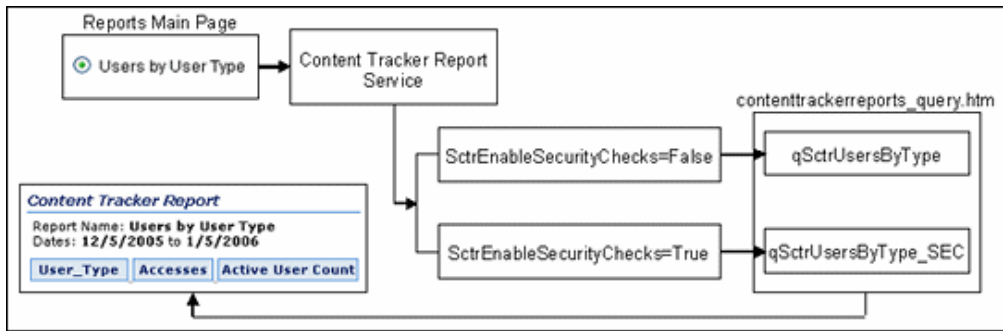 Reports Main Page
Users by User Type
Content Tracker Report
Service
contenttrackerreports_query.htm
SctrEnableSecurityChecks=False
qSctrUsersByType
SctrEnableSecurityChecks=True
qSctrUsersByType_SEC
Content Tracker Report
Report Name: Users by User Type
Dates: 12/5/2005 to 1/5/2006
User_Type Accesses Active User Count